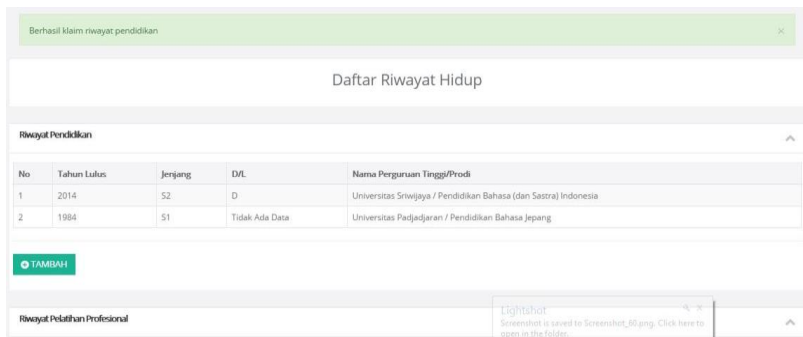 Berhasil klaim riwayat pendidikan ×
Daftar Riwayat Hidup
Riwayat Pendidikan
No Tahun Lulus Jenjang D/L Nama Perguruan Tinggi/Prodi
1 2014 S2 D Universitas Sriwijaya / Pendidikan Bahasa (dan Sastra) Indonesia
2 1984 S1 Tidak Ada Data Universitas Padjadjaran / Pendidikan Bahasa Jepang
TAMBAH
Lightshot
Screenshot is saved to Screenshot_60.png. Click here to
open in the folder.
Riwayat Pelatihan Profesional